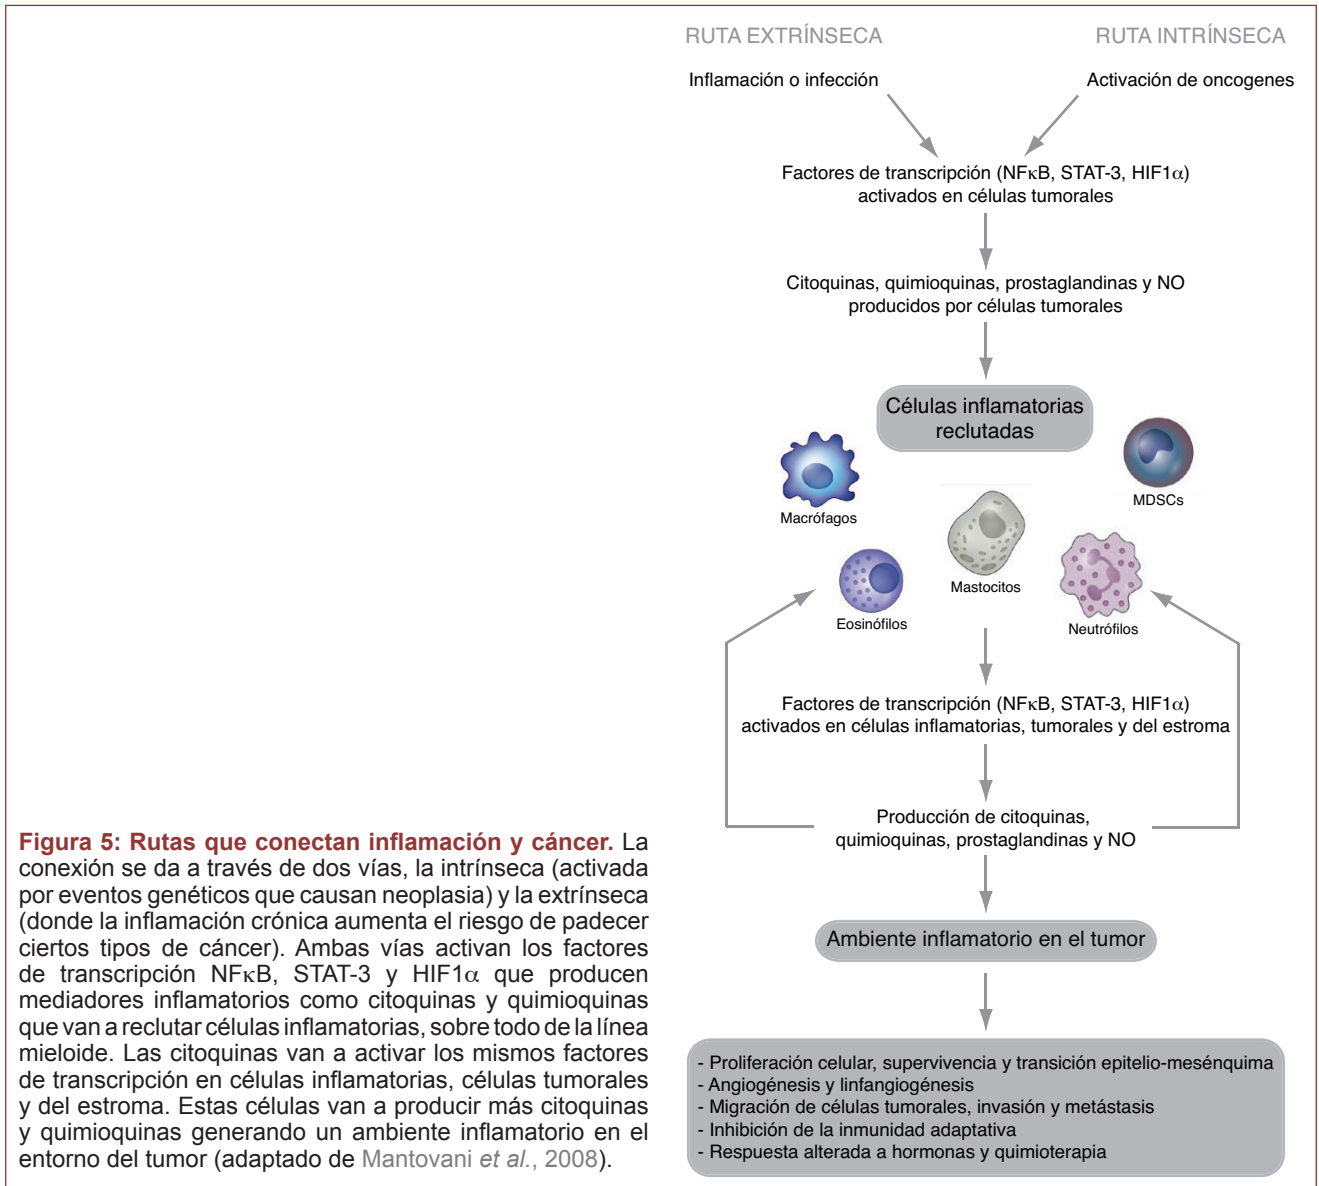 RUTA EXTRÍNSECA
RUTA INTRÍNSECA
Inflamación o infección
Activación de oncogenes
Factores de transcripción (NFκB, STAT-3, HIF1α)
activados en células tumorales
Citoquinas, quimioquinas, prostaglandinas y NO
producidos por células tumorales
Células inflamatorias
reclutadas
Macrófagos
MDSCs
Mastocitos
Eosinófilos
Neutrófilos
Factores de transcripción (NFκB, STAT-3, HIF1α)
activados en células inflamatorias, tumorales y del estroma
Producción de citoquinas,
quimioquinas, prostaglandinas y NO
Ambiente inflamatorio en el tumor
- Proliferación celular, supervivencia y transición epitelio-mesénquima
- Angiogénesis y linfangiogénesis
- Migración de células tumorales, invasión y metástasis
- Inhibición de la inmunidad adaptativa
- Respuesta alterada a hormonas y quimioterapia
Figura 5: Rutas que conectan inflamación y cáncer. La
conexión se da a través de dos vías, la intrínseca (activada
por eventos genéticos que causan neoplasia) y la extrínseca
(donde la inflamación crónica aumenta el riesgo de padecer
ciertos tipos de cáncer). Ambas vías activan los factores
de transcripción NFκB, STAT-3 y HIF1α que producen
mediadores inflamatorios como citoquinas y quimioquinas
que van a reclutar células inflamatorias, sobre todo de la línea
mieloide. Las citoquinas van a activar los mismos factores
de transcripción en células inflamatorias, células tumorales
y del estroma. Estas células van a producir más citoquinas
y quimioquinas generando un ambiente inflamatorio en el
entorno del tumor (adaptado de Mantovani et al., 2008).